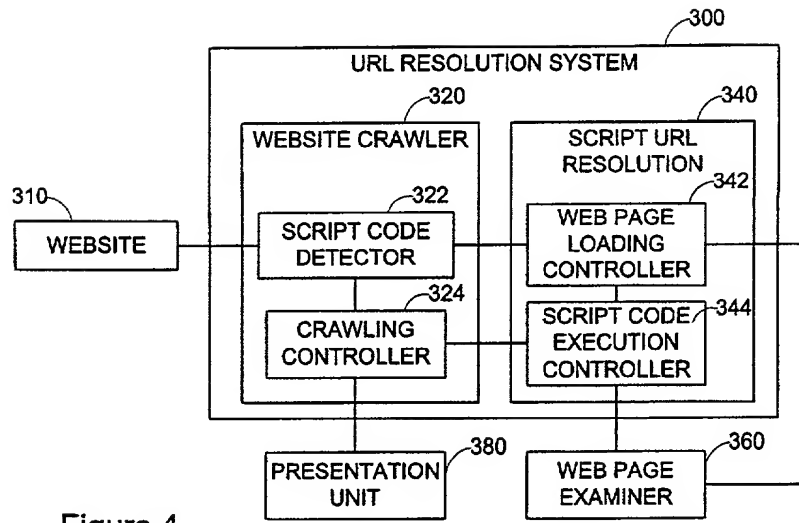 300
URL RESOLUTION SYSTEM
320
340
WEBSITE CRAWLER
SCRIPT URL
RESOLUTION
310
322
342
WEBSITE
SCRIPT CODE
DETECTOR
WEB PAGE
LOADING
CONTROLLER
324
CRAWLING
CONTROLLER
SCRIPT CODE
EXECUTION
CONTROLLER
344
380
360
PRESENTATION
UNIT
WEB PAGE
EXAMINER
Figure 4